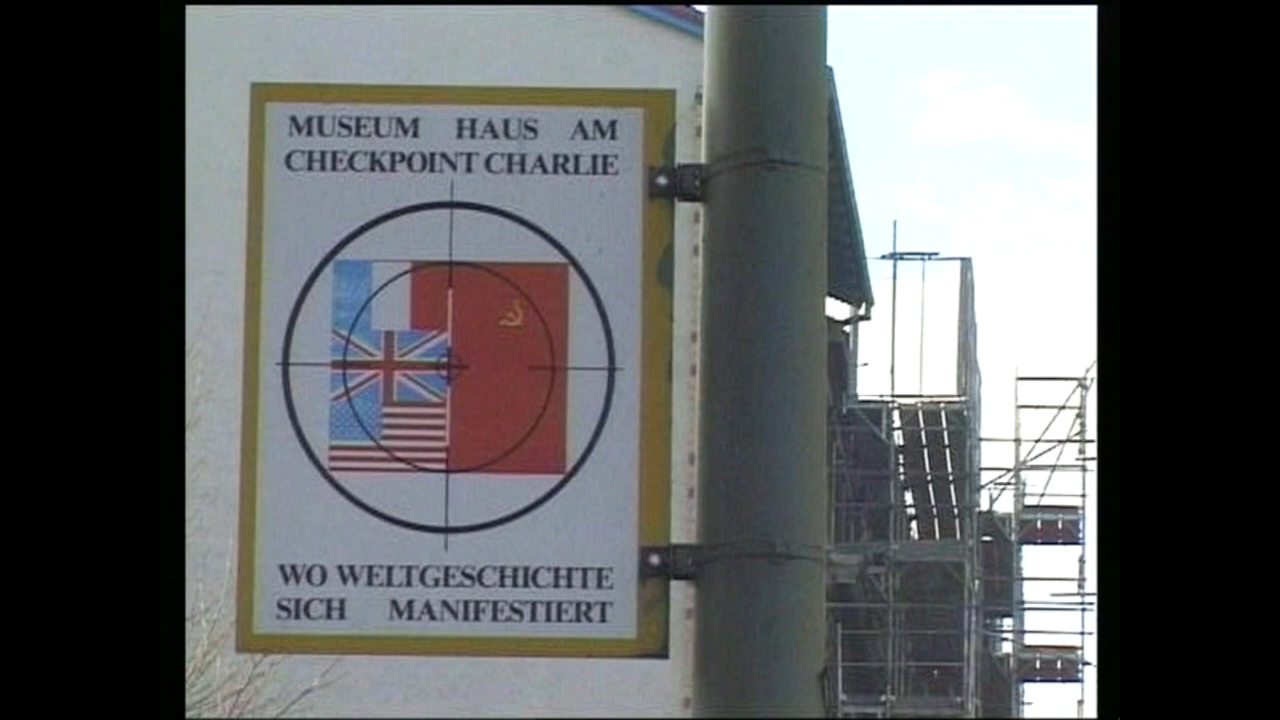 MUSEUM HAUS AM
CHECKPOINT CHARLIE
WO WELTGESCHICHTE
SICH MANIFESTIERT